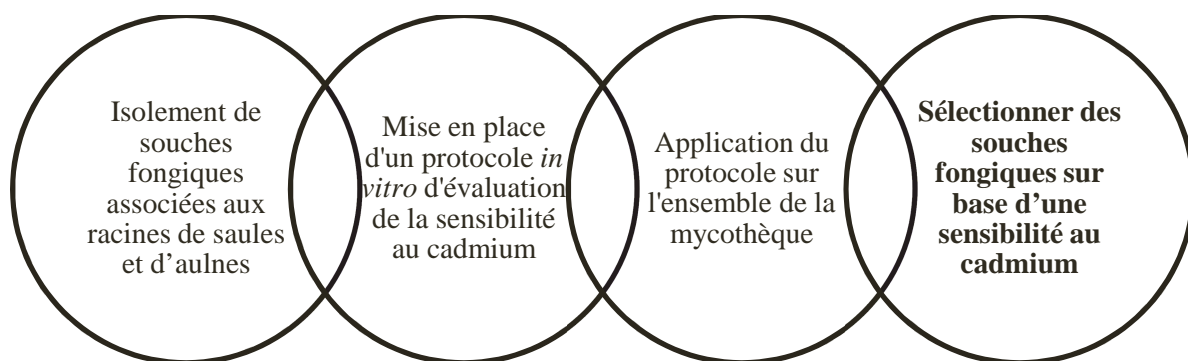 Isolement de
souches
fongiques
associées aux
racines de saules
et d’aulnes
Mise en place
d'un protocole in
vitro d'évaluation
de la sensibilité
au cadmium
Application du
protocole sur
l'ensemble de la
mycothèque
Sélectionner des
souches
fongiques sur
base d’une
sensibilité au
cadmium